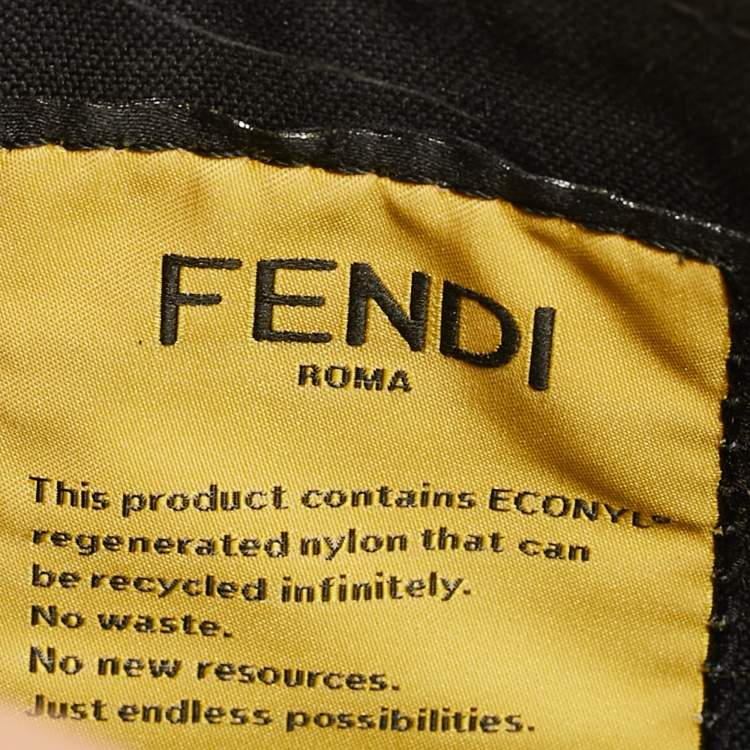 FENDI
ROMA
This product contains ECONYL®
regenerated nylon that can
be recycled infinitely.
No waste.
No new resources.
Just endless possibilities.